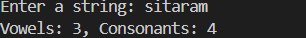 Enter a string: sitaram
Vowels: 3, Consonants: 4